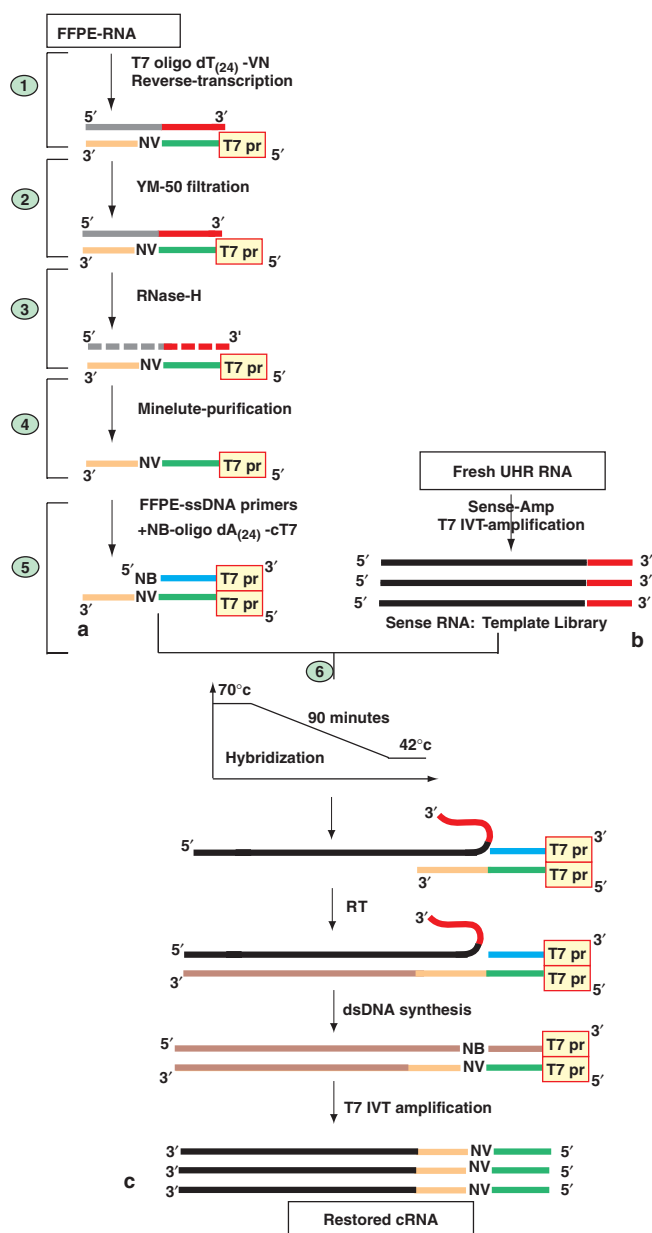 FFPE-RNA
T7 oligo dT(24) -VN
Reverse-transcription
1
5′ 3′
NV T7 pr
3′ 5′
2
YM-50 filtration
5′ 3′
NV T7 pr
3′ 5′
3
RNase-H
5′ 3'
NV T7 pr
3′ 5′
4
Minelute-purification
NV T7 pr
3′ 5′
5
FFPE-ssDNA primers
+NB-oligo dA(24) -cT7
5′ 3′
NB T7 pr
NV T7 pr
3′ 5′
a
Fresh UHR RNA
Sense-Amp
T7 IVT-amplification
5′ 3′
5′ 3′
5′ 3′
Sense RNA: Template Library
b
6
70°c
90 minutes
42°c
Hybridization
3′
5′ 3′
T7 pr
T7 pr
3′ 5′
RT
3′
5′ 3′
T7 pr
T7 pr
3′ 5′
dsDNA synthesis
5′ 3′
NB T7 pr
NV T7 pr
3′ 5′
T7 IVT amplification
3′ NV 5′
3′ NV 5′
3′ NV 5′
c
Restored cRNA